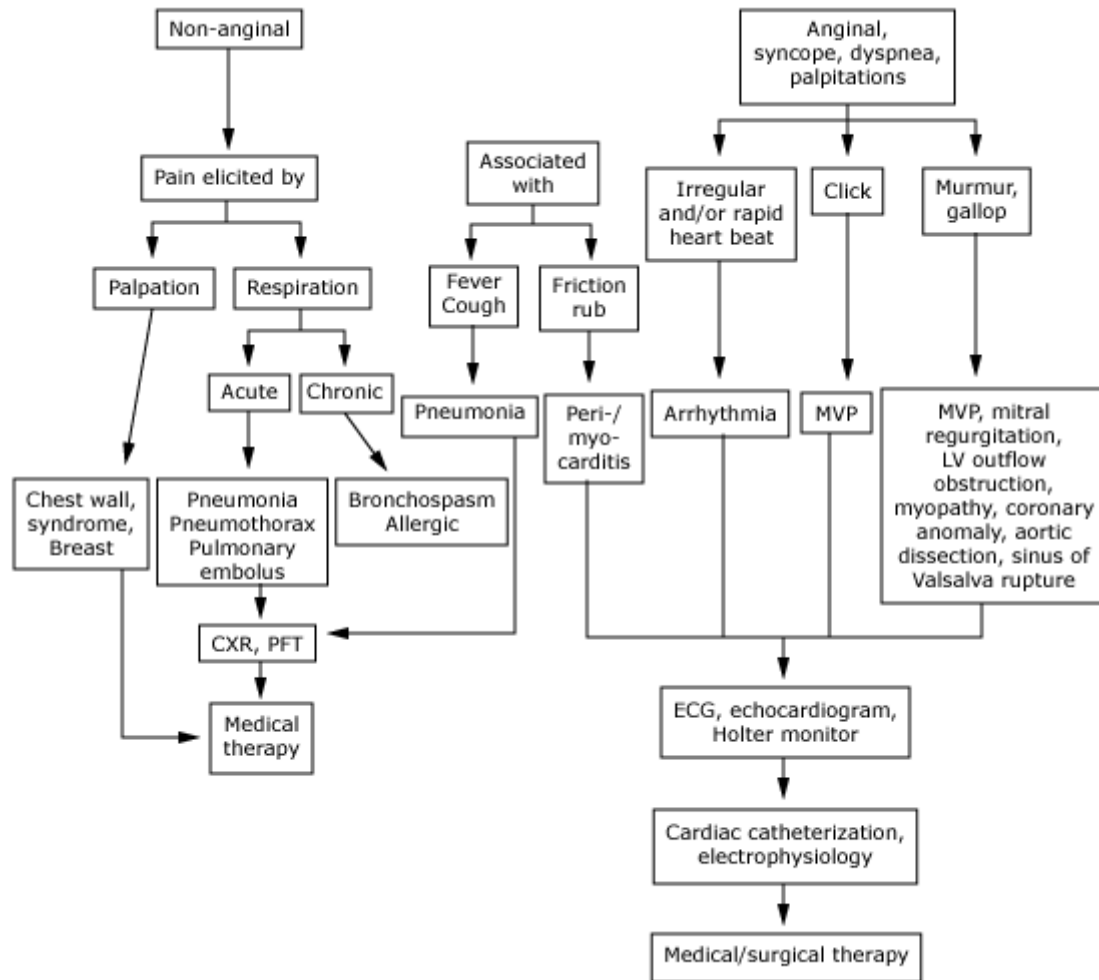 Non-anginal
Anginal,
syncope, dyspnea,
palpitations
Pain elicited by
Associated
with
Irregular
and/or rapid
heart beat
Click
Murmur,
gallop
Palpation
Respiration
Fever
Cough
Friction
rub
Acute
Chronic
Pneumonia
Peri-/
myo-
carditis
Arrhythmia
MVP
MVP, mitral
regurgitation,
LV outflow
obstruction,
myopathy, coronary
anomaly, aortic
dissection, sinus of
Valsalva rupture
Chest wall,
syndrome,
Breast
Pneumonia
Pneumothorax
Pulmonary
embolus
Bronchospasm
Allergic
CXR, PFT
Medical
therapy
ECG, echocardiogram,
Holter monitor
Cardiac catheterization,
electrophysiology
Medical/surgical therapy